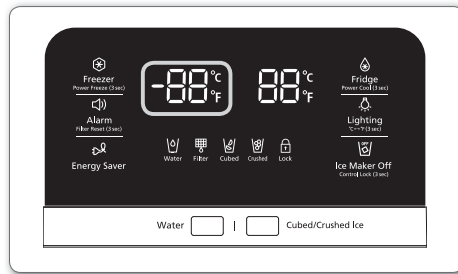 Freezer
Power Freeze (3 sec)
Alarm
Filter Reset (3 sec)
Energy Saver
-88 °C °F
88 °C °F
Water Filter Cubed Crushed Lock
Fridge
Power Cool (3 sec)
Lighting
°C↔°F (3 sec)
OFF
Ice Maker Off
Control Lock (3 sec)
Water | Cubed/Crushed Ice